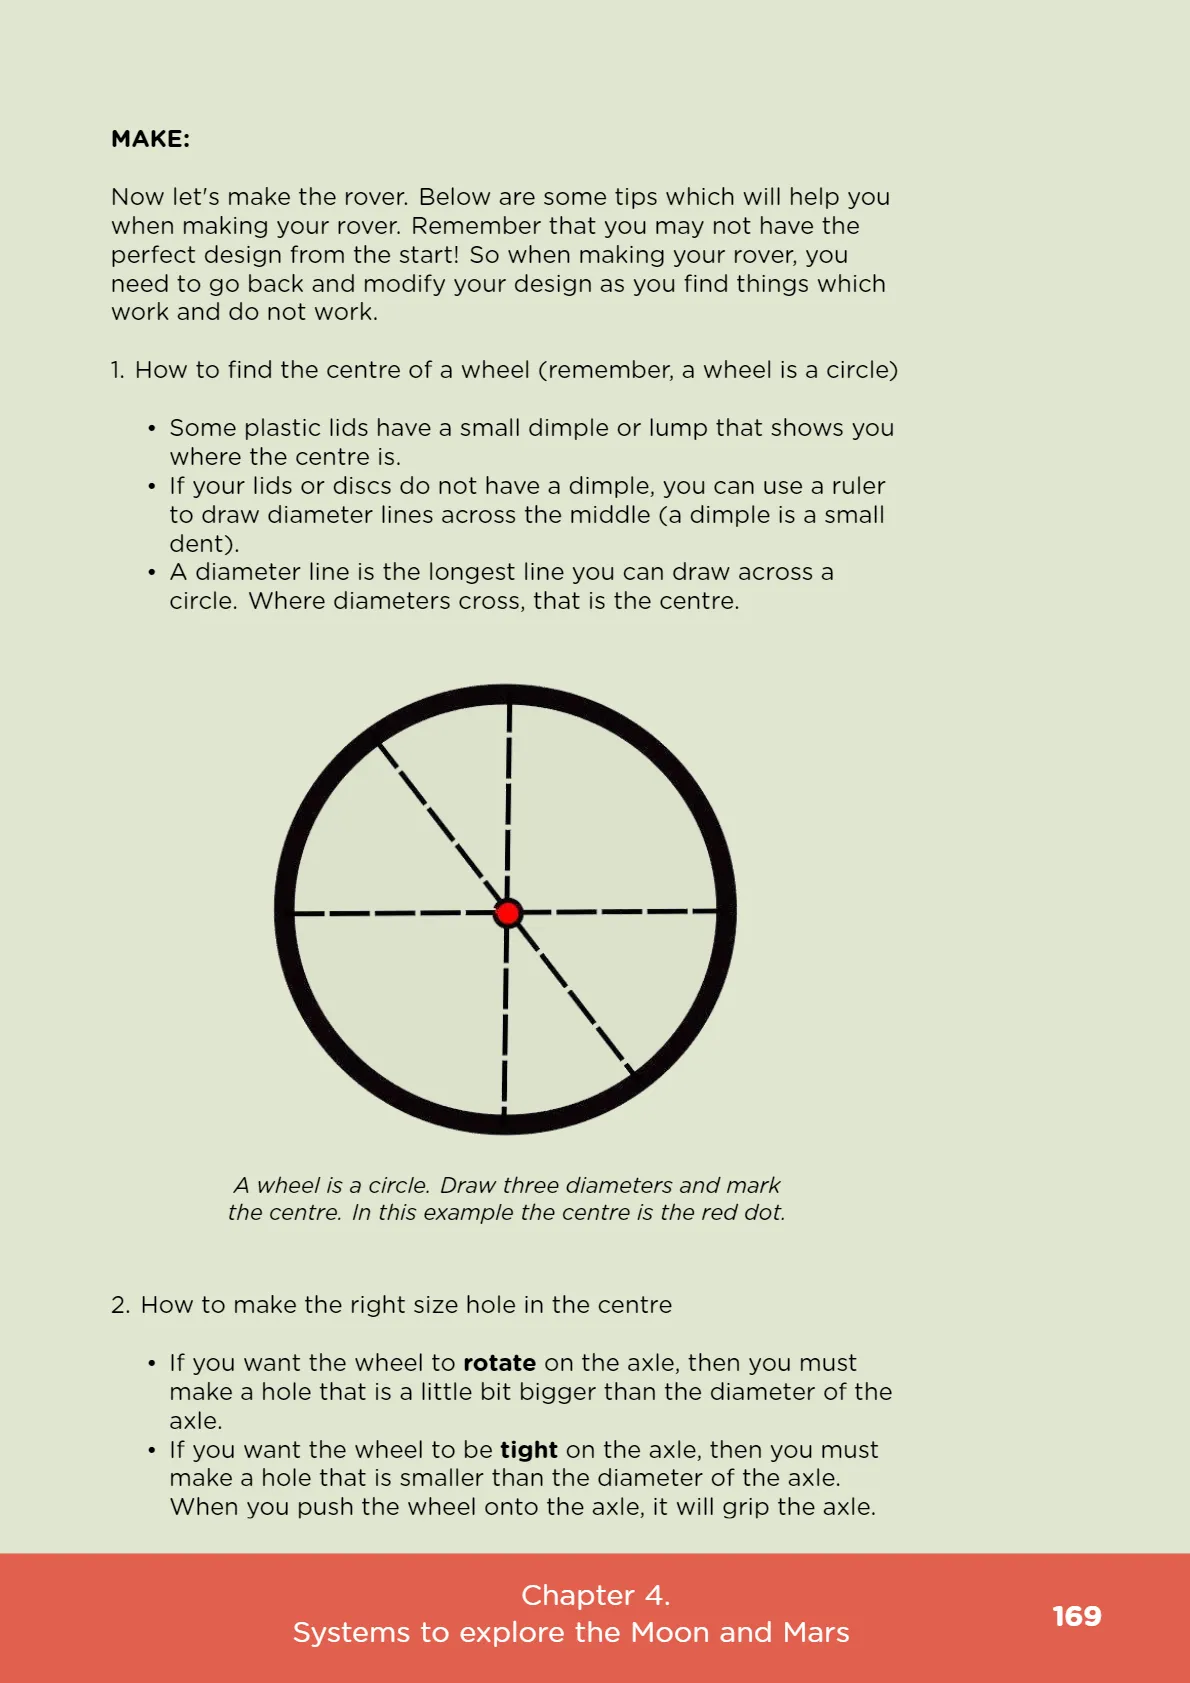 MAKE:
Now let's make the rover. Below are some tips which will help you
when making your rover. Remember that you may not have the
perfect design from the start! So when making your rover, you
need to go back and modify your design as you find things which
work and do not work.
1. How to find the centre of a wheel (remember, a wheel is a circle)
• Some plastic lids have a small dimple or lump that shows you
where the centre is.
• If your lids or discs do not have a dimple, you can use a ruler
to draw diameter lines across the middle (a dimple is a small
dent).
• A diameter line is the longest line you can draw across a
circle. Where diameters cross, that is the centre.
A wheel is a circle. Draw three diameters and mark
the centre. In this example the centre is the red dot.
2. How to make the right size hole in the centre
• If you want the wheel to rotate on the axle, then you must
make a hole that is a little bit bigger than the diameter of the
axle.
• If you want the wheel to be tight on the axle, then you must
make a hole that is smaller than the diameter of the axle.
When you push the wheel onto the axle, it will grip the axle.
Chapter 4.
Systems to explore the Moon and Mars
169